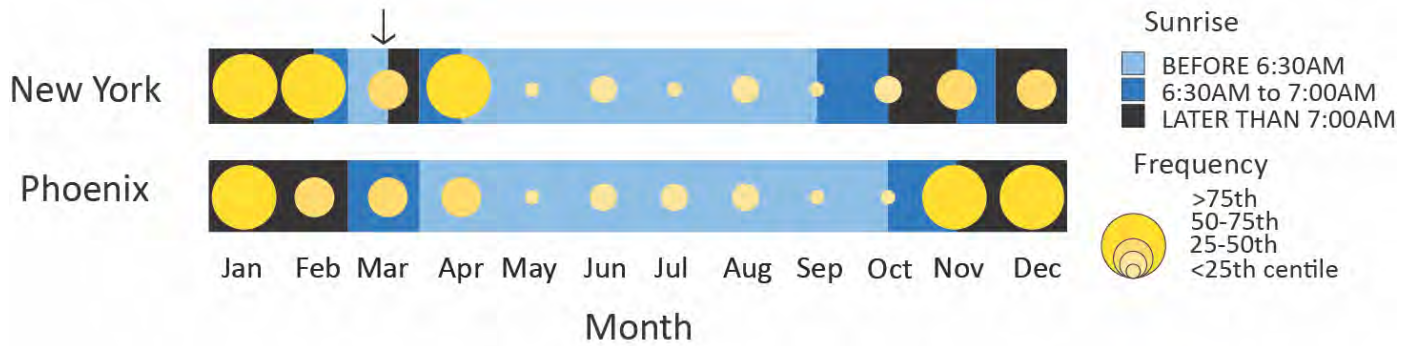 Sunrise
New York
BEFORE 6:30AM
6:30AM to 7:00AM
LATER THAN 7:00AM
Phoenix
Frequency
>75th
50-75th
25-50th
<25th centile
Jan Feb Mar Apr May Jun Jul Aug Sep Oct Nov Dec
Month